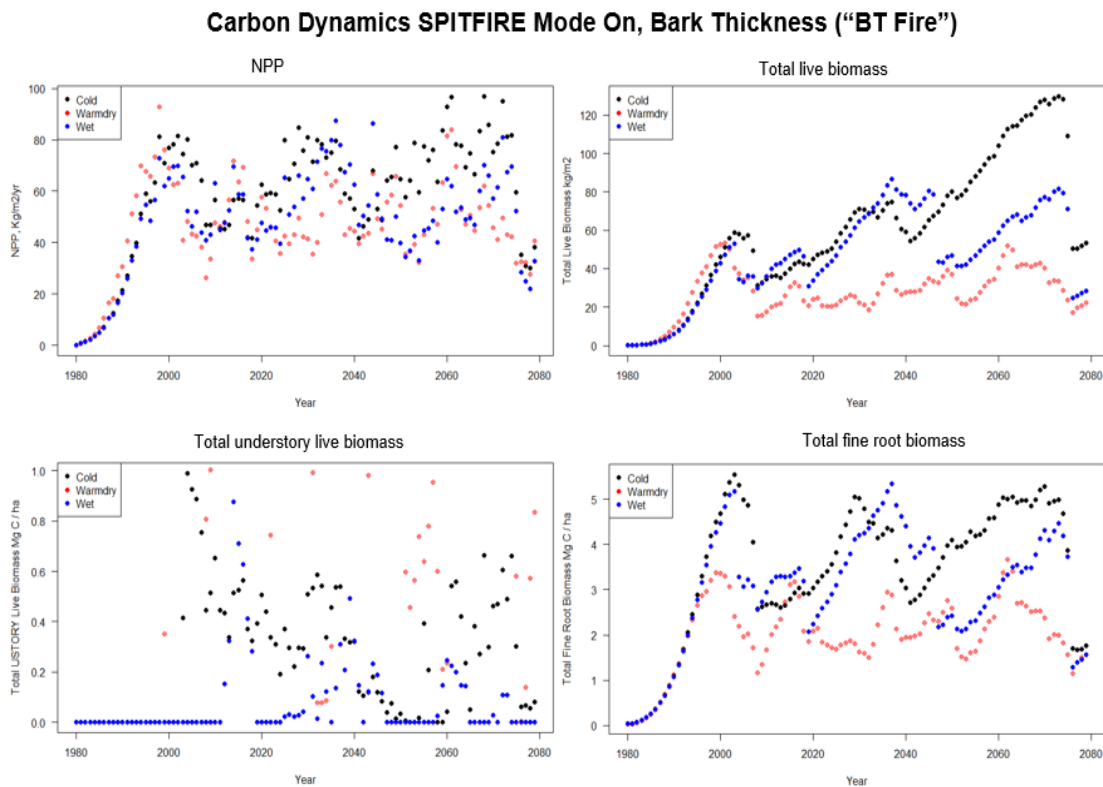 Carbon Dynamics SPITFIRE Mode On, Bark Thickness (“BT Fire”)
NPP
Cold
Warmdry
Wet
NPP, Kg/m2/yr
100
80
60
40
20
0
1980 2000 2020 2040 2060 2080
Year
Total live biomass
Cold
Warmdry
Wet
Total Live Biomass kg/m2
120
100
80
60
40
20
0
1980 2000 2020 2040 2060 2080
Year
Total understory live biomass
Cold
Warmdry
Wet
Total USTORY Live Biomass Mg C / ha
1.0
0.8
0.6
0.4
0.2
0.0
1980 2000 2020 2040 2060 2080
Year
Total fine root biomass
Cold
Warmdry
Wet
Total Fine Root Biomass Mg C / ha
5
4
3
2
1
0
1980 2000 2020 2040 2060 2080
Year